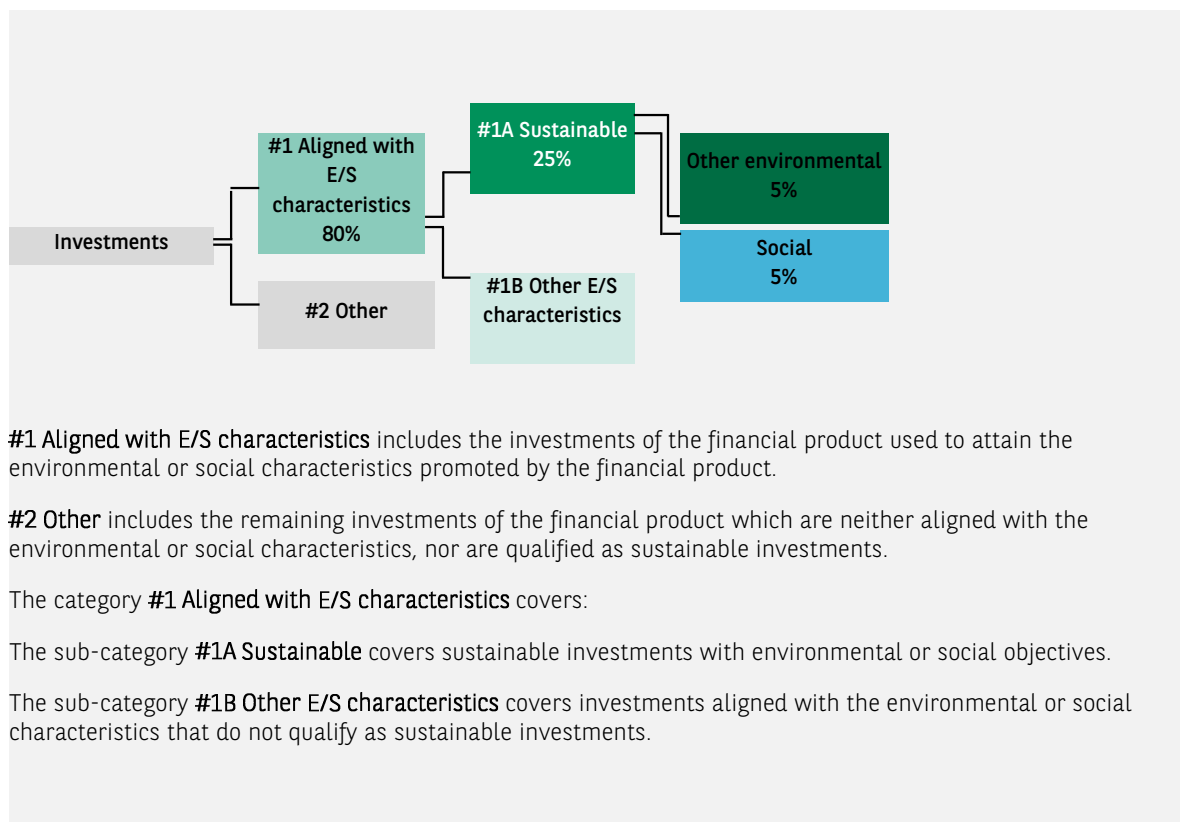 Investments
#1 Aligned with
E/S
characteristics
80%
#2 Other
#1A Sustainable
25%
#1B Other E/S
characteristics
Other environmental
5%
Social
5%
#1 Aligned with E/S characteristics includes the investments of the financial product used to attain the
environmental or social characteristics promoted by the financial product.
#2 Other includes the remaining investments of the financial product which are neither aligned with the
environmental or social characteristics, nor are qualified as sustainable investments.
The category #1 Aligned with E/S characteristics covers:
The sub-category #1A Sustainable covers sustainable investments with environmental or social objectives.
The sub-category #1B Other E/S characteristics covers investments aligned with the environmental or social
characteristics that do not qualify as sustainable investments.